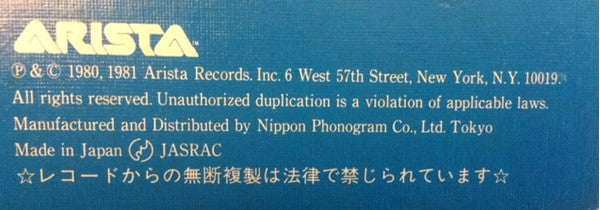 ARISTA™
℗ & © 1980, 1981 Arista Records. Inc. 6 West 57th Street, New York, N.Y. 10019.
All rights reserved. Unauthorized duplication is a violation of applicable laws.
Manufactured and Distributed by Nippon Phonogram Co., Ltd. Tokyo
Made in Japan JASRAC
☆レコードからの無断複製は法律で禁じられています☆